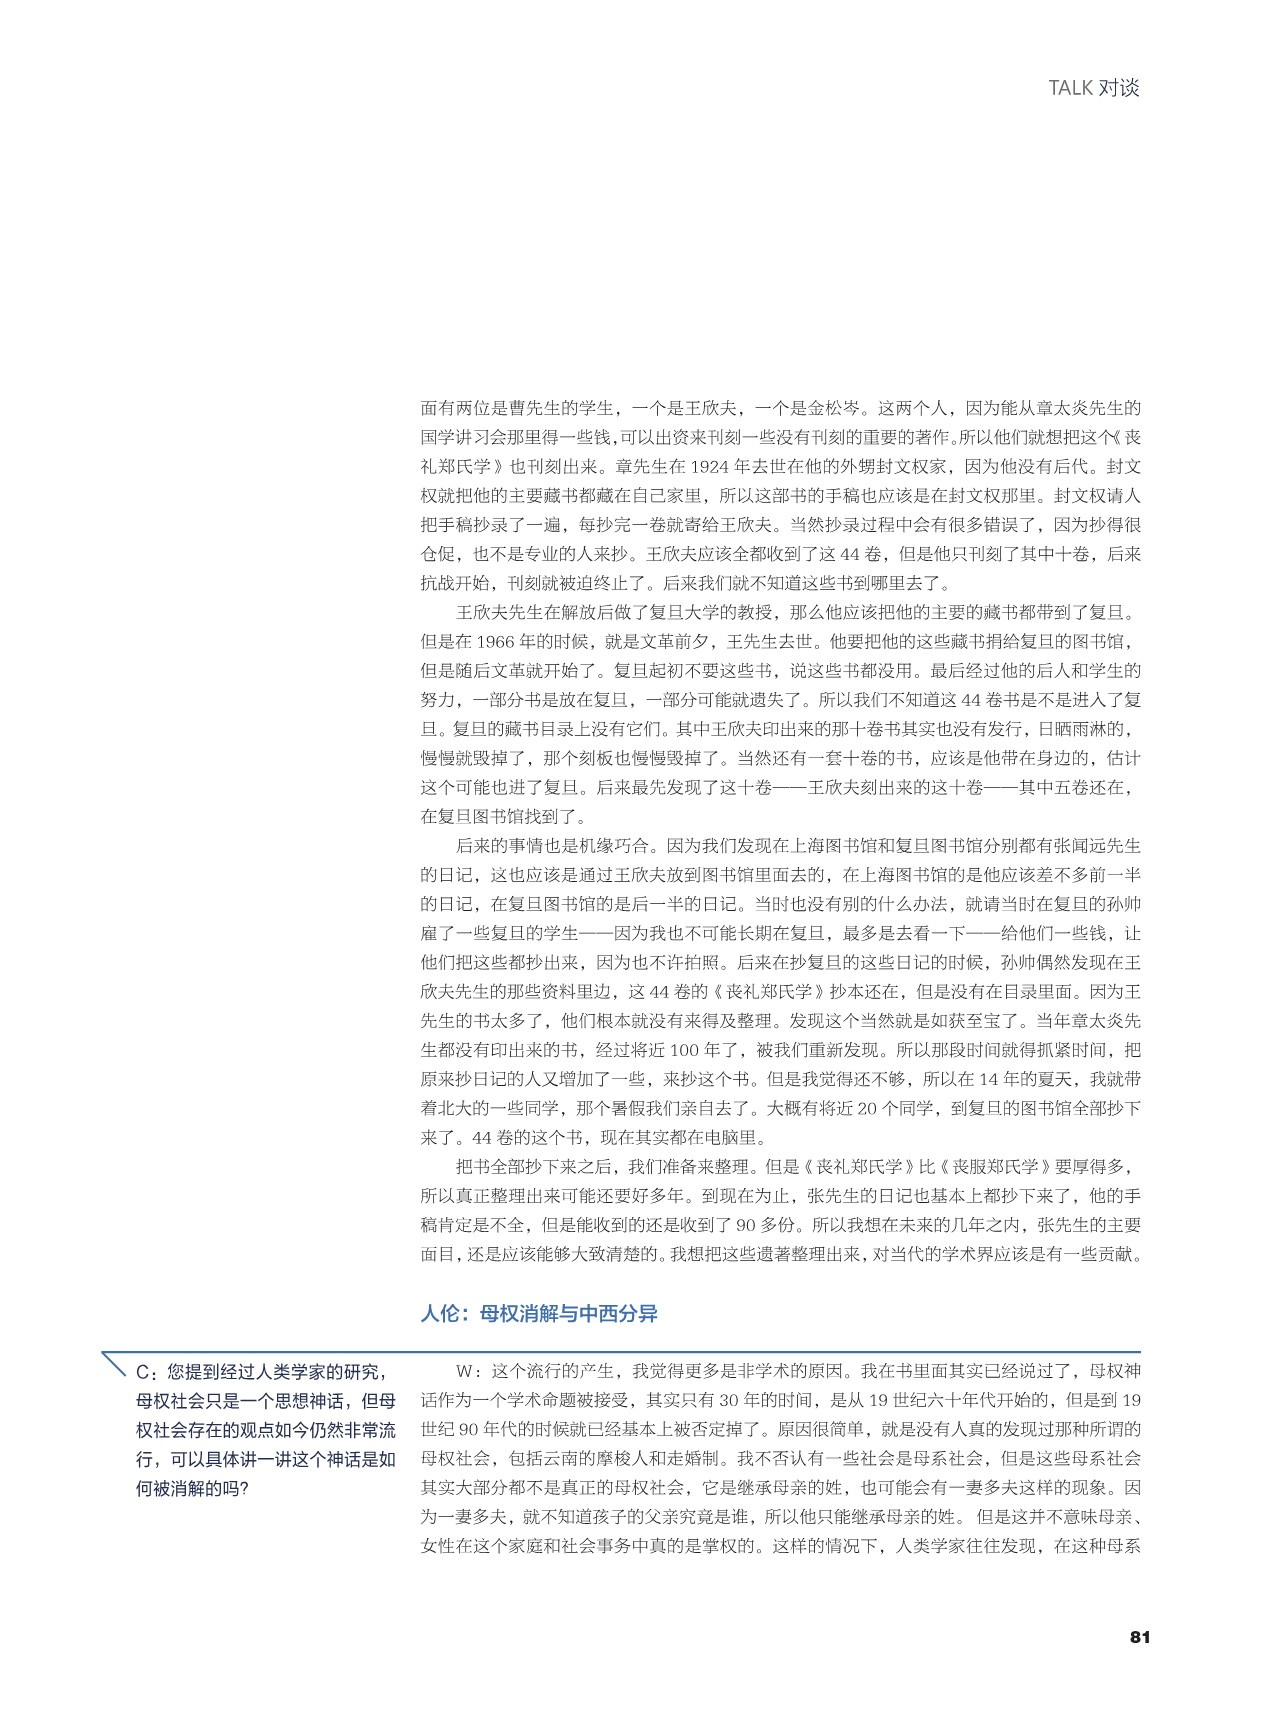 TALK 对谈
面有两位是曹先生的学生，一个是王欣夫，一个是金松岑。这两个人，因为能从章太炎先生的
国学讲习会那里得一些钱，可以出资来刊刻一些没有刊刻的重要的著作。所以他们就想把这个《丧
礼郑氏学》也刊刻出来。章先生在 1924 年去世在他的外甥封文权家，因为他没有后代。封文
权就把他的主要藏书都藏在自己家里，所以这部书的手稿也应该是在封文权那里。封文权请人
把手稿抄录了一遍，每抄完一卷就寄给王欣夫。当然抄录过程中会有很多错误了，因为抄得很
仓促，也不是专业的人来抄。王欣夫应该全都收到了这 44 卷，但是他只刊刻了其中十卷，后来
抗战开始，刊刻就被迫终止了。后来我们就不知道这些书到哪里去了。
王欣夫先生在解放后做了复旦大学的教授，那么他应该把他的主要的藏书都带到了复旦。
但是在 1966 年的时候，就是文革前夕，王先生去世。他要把他的这些藏书捐给复旦的图书馆，
但是随后文革就开始了。复旦起初不要这些书，说这些书都没用。最后经过他的后人和学生的
努力，一部分书是放在复旦，一部分可能就遗失了。所以我们不知道这 44 卷书是不是进入了复
旦。复旦的藏书目录上没有它们。其中王欣夫印出来的那十卷书其实也没有发行，日晒雨淋的，
慢慢就毁掉了，那个刻板也慢慢毁掉了。当然还有一套十卷的书，应该是他带在身边的，估计
这个可能也进了复旦。后来最先发现了这十卷——王欣夫刻出来的这十卷——其中五卷还在，
在复旦图书馆找到了。
后来的事情也是机缘巧合。因为我们发现在上海图书馆和复旦图书馆分别都有张闻远先生
的日记，这也应该是通过王欣夫放到图书馆里面去的，在上海图书馆的是他应该差不多前一半
的日记，在复旦图书馆的是后一半的日记。当时也没有别的什么办法，就请当时在复旦的孙帅
雇了一些复旦的学生——因为我也不可能长期在复旦，最多是去看一下——给他们一些钱，让
他们把这些都抄出来，因为也不许拍照。后来在抄复旦的这些日记的时候，孙帅偶然发现在王
欣夫先生的那些资料里边，这 44 卷的《丧礼郑氏学》抄本还在，但是没有在目录里面。因为王
先生的书太多了，他们根本就没有来得及整理。发现这个当然就是如获至宝了。当年章太炎先
生都没有印出来的书，经过将近 100 年了，被我们重新发现。所以那段时间就得抓紧时间，把
原来抄日记的人又增加了一些，来抄这个书。但是我觉得还不够，所以在 14 年的夏天，我就带
着北大的一些同学，那个暑假我们亲自去了。大概有将近 20 个同学，到复旦的图书馆全部抄下
来了。44 卷的这个书，现在其实都在电脑里。
把书全部抄下来之后，我们准备来整理。但是《丧礼郑氏学》比《丧服郑氏学》要厚得多，
所以真正整理出来可能还要好多年。到现在为止，张先生的日记也基本上都抄下来了，他的手
稿肯定是不全，但是能收到的还是收到了 90 多份。所以我想在未来的几年之内，张先生的主要
面目，还是应该能够大致清楚的。我想把这些遗著整理出来，对当代的学术界应该是有一些贡献。
人伦：母权消解与中西分异
C：您提到经过人类学家的研究，
母权社会只是一个思想神话，但母
权社会存在的观点如今仍然非常流
行，可以具体讲一讲这个神话是如
何被消解的吗？
W：这个流行的产生，我觉得更多是非学术的原因。我在书里面其实已经说过了，母权神
话作为一个学术命题被接受，其实只有 30 年的时间，是从 19 世纪六十年代开始的，但是到 19
世纪 90 年代的时候就已经基本上被否定掉了。原因很简单，就是没有人真的发现过那种所谓的
母权社会，包括云南的摩梭人和走婚制。我不否认有一些社会是母系社会，但是这些母系社会
其实大部分都不是真正的母权社会，它是继承母亲的姓，也可能会有一妻多夫这样的现象。因
为一妻多夫，就不知道孩子的父亲究竟是谁，所以他只能继承母亲的姓。 但是这并不意味母亲、
女性在这个家庭和社会事务中真的是掌权的。这样的情况下，人类学家往往发现，在这种母系
81